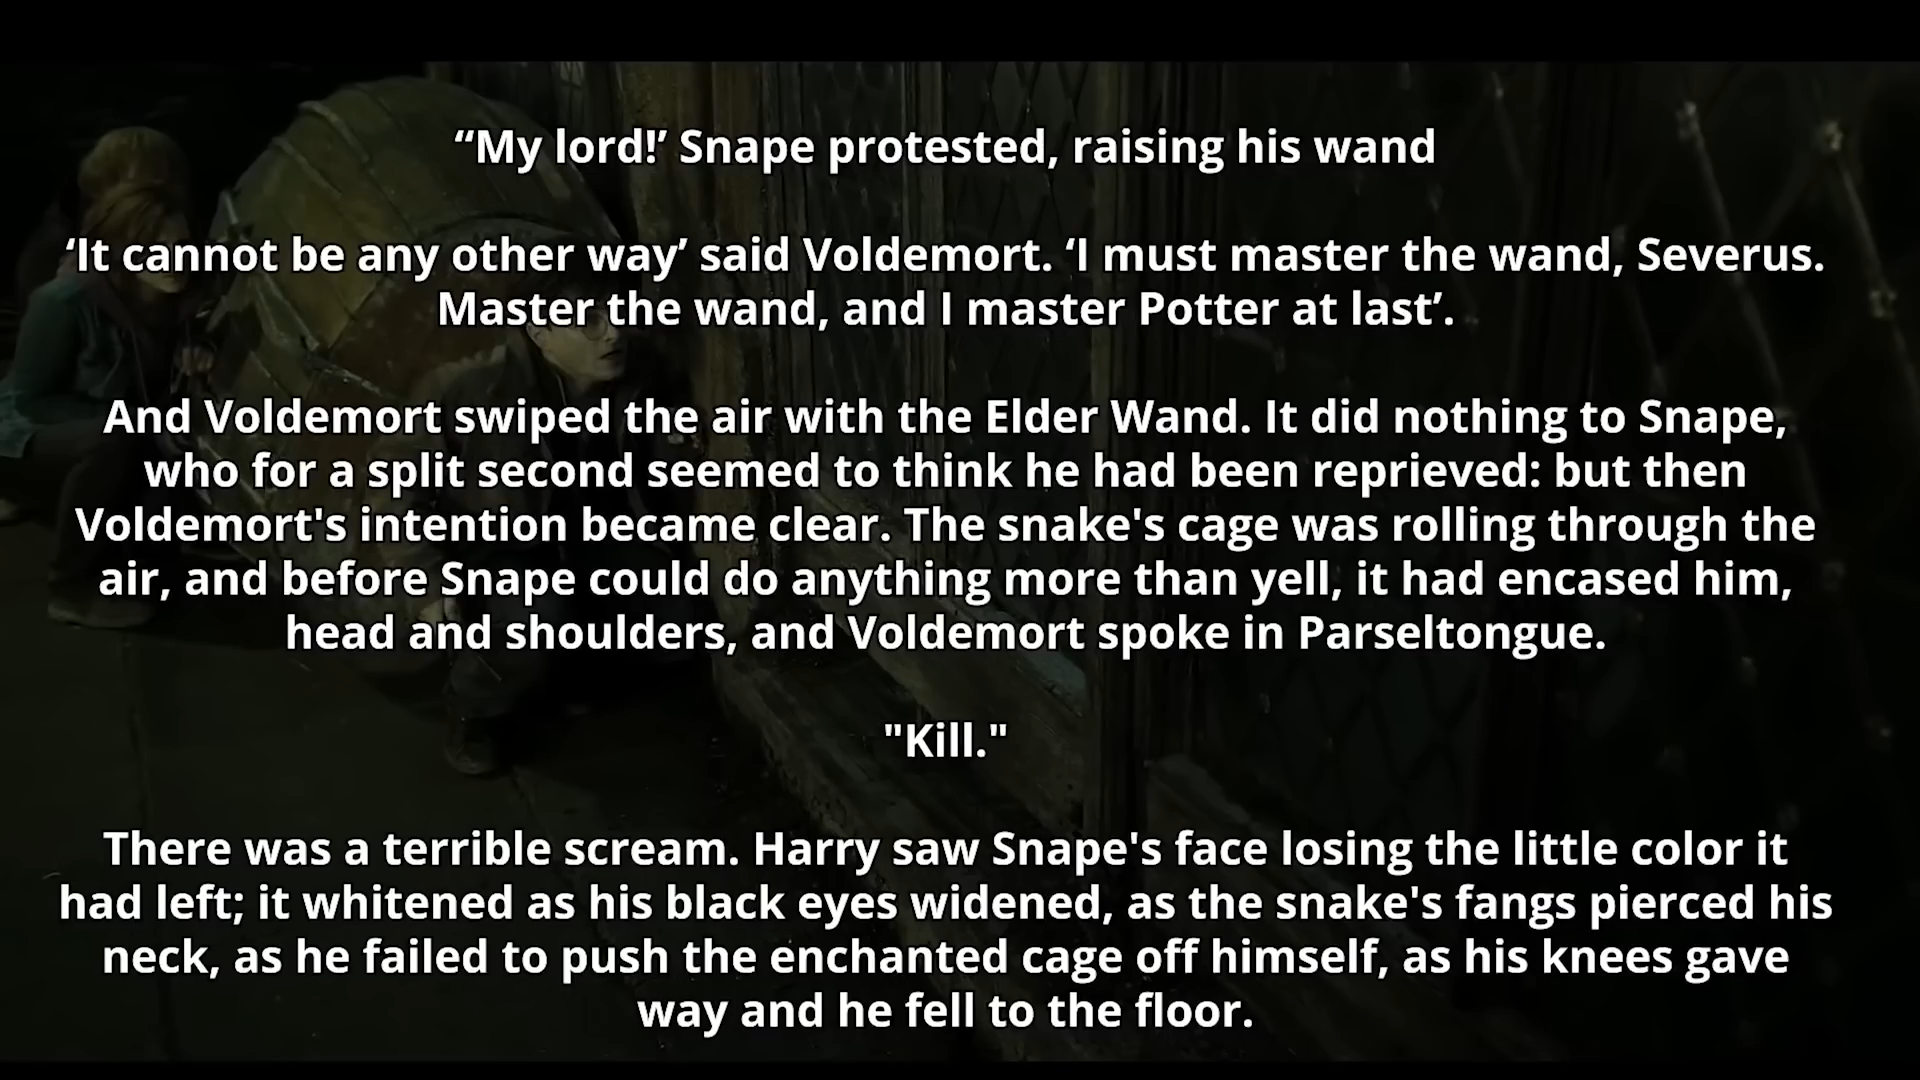 “My lord!’ Snape protested, raising his wand
‘It cannot be any other way’ said Voldemort. ‘I must master the wand, Severus.
Master the wand, and I master Potter at last’.
And Voldemort swiped the air with the Elder Wand. It did nothing to Snape,
who for a split second seemed to think he had been reprieved: but then
Voldemort's intention became clear. The snake's cage was rolling through the
air, and before Snape could do anything more than yell, it had encased him,
head and shoulders, and Voldemort spoke in Parseltongue.
"Kill."
There was a terrible scream. Harry saw Snape's face losing the little color it
had left; it whitened as his black eyes widened, as the snake's fangs pierced his
neck, as he failed to push the enchanted cage off himself, as his knees gave
way and he fell to the floor.